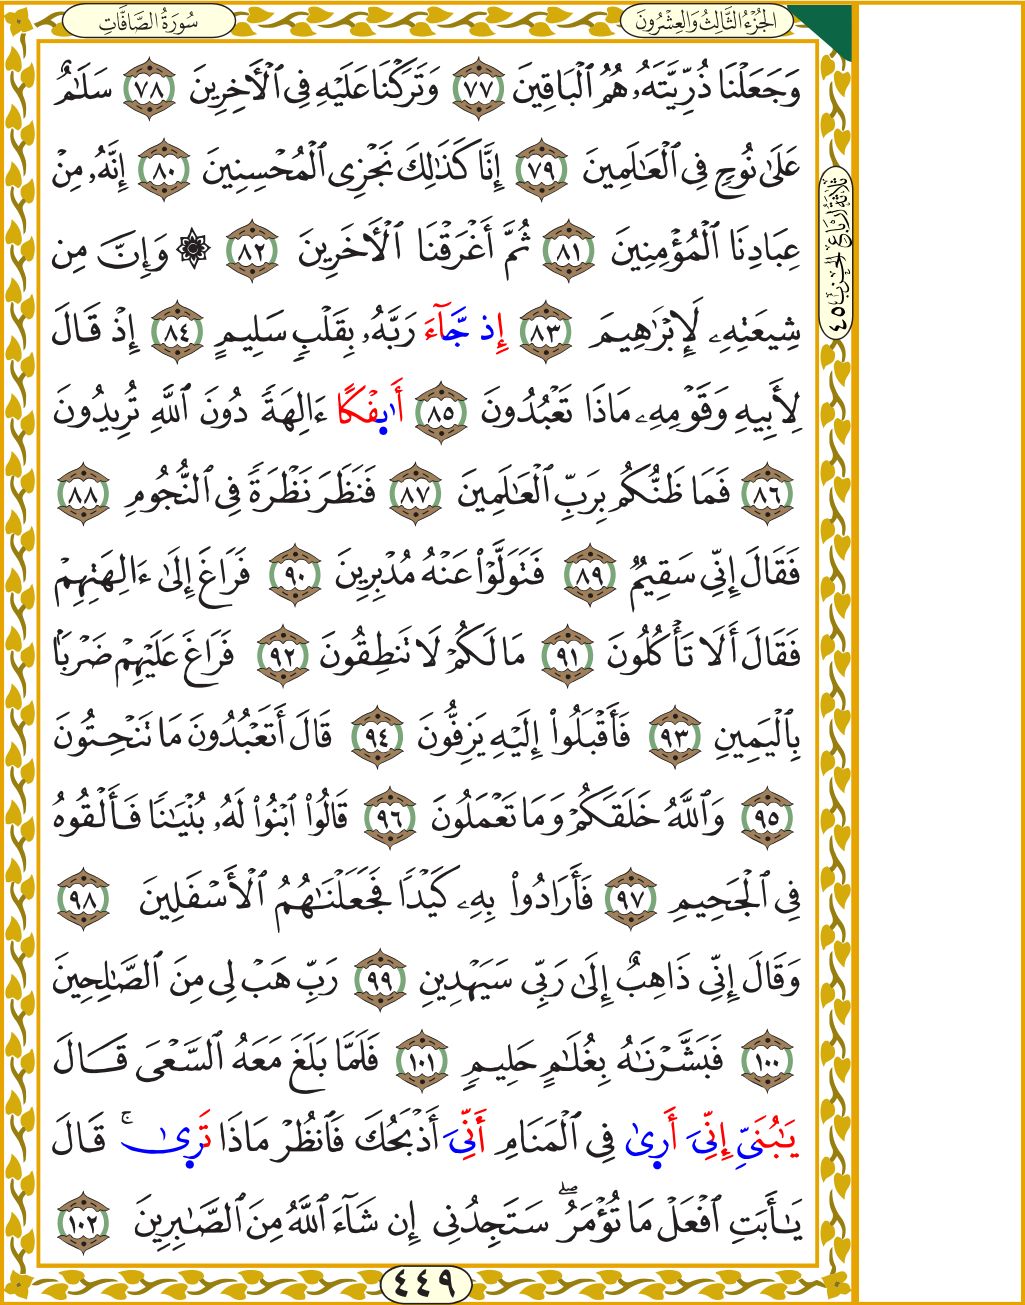 الجُزْءُ الثَّالِثُ وَالعِشْرُونَ
سُورَةُ الصَّافَّاتِ
وَجَعَلْنَا ذُرِّيَّتَهُۥ هُمُ ٱلْبَاقِينَ ٧٧ وَتَرَكْنَا عَلَيْهِ فِى ٱلْأَخِرِينَ ٧٨ سَلَٰمٌ
عَلَىٰ نُوحٍ فِى ٱلْعَٰلَمِينَ ٧٩ إِنَّا كَذَٰلِكَ نَجْزِى ٱلْمُحْسِنِينَ ٨٠ إِنَّهُۥ مِنْ
عِبَادِنَا ٱلْمُؤْمِنِينَ ٨١ ثُمَّ أَغْرَقْنَا ٱلْأَخَرِينَ ٨٢ ۞ وَإِنَّ مِن
شِيعَتِهِۦ لَإِبْرَٰهِيمَ ٨٣ إِذ جَّآءَ رَبَّهُۥ بِقَلْبٍ سَلِيمٍ ٨٤ إِذْ قَالَ
لِأَبِيهِ وَقَوْمِهِۦ مَاذَا تَعْبُدُونَ ٨٥ أَٰىِٕفْكًا ءَالِهَةً دُونَ ٱللَّهِ تُرِيدُونَ
٨٦ فَمَا ظَنُّكُم بِرَبِّ ٱلْعَٰلَمِينَ ٨٧ فَنَظَرَ نَظْرَةً فِى ٱلنُّجُومِ ٨٨
فَقَالَ إِنِّى سَقِيمٌ ٨٩ فَتَوَلَّوْا۟ عَنْهُ مُدْبِرِينَ ٩٠ فَرَاغَ إِلَىٰٓ ءَالِهَتِهِمْ
فَقَالَ أَلَا تَأْكُلُونَ ٩١ مَا لَكُمْ لَا تَنطِقُونَ ٩٢ فَرَاغَ عَلَيْهِمْ ضَرْبًۢا
بِٱلْيَمِينِ ٩٣ فَأَقْبَلُوٓا۟ إِلَيْهِ يَزِفُّونَ ٩٤ قَالَ أَتَعْبُدُونَ مَا تَنْحِتُونَ
٩٥ وَٱللَّهُ خَلَقَكُمْ وَمَا تَعْمَلُونَ ٩٦ قَالُوا۟ ٱبْنُوا۟ لَهُۥ بُنْيَٰنًا فَأَلْقُوهُ
فِى ٱلْجَحِيمِ ٩٧ فَأَرَادُوا۟ بِهِۦ كَيْدًا فَجَعَلْنَٰهُمُ ٱلْأَسْفَلِينَ ٩٨
وَقَالَ إِنِّى ذَاهِبٌ إِلَىٰ رَبِّى سَيَهْدِينِ ٩٩ رَبِّ هَبْ لِى مِنَ ٱلصَّٰلِحِينَ
١٠٠ فَبَشَّرْنَٰهُ بِغُلَٰمٍ حَلِيمٍ ١٠١ فَلَمَّا بَلَغَ مَعَهُ ٱلسَّعْىَ قَالَ
يَٰبُنَىِّ إِنِّىَ أَرِىٰ فِى ٱلْمَنَامِ أَنِّىَ أَذْبَحُكَ فَٱنظُرْ مَاذَا تَرِىٰ ۚ قَالَ
يَٰأَبَتِ ٱفْعَلْ مَا تُؤْمَرُ ۖ سَتَجِدُنِى إِن شَآءَ ٱللَّهُ مِنَ ٱلصَّٰبِرِينَ ١٠٢
ثَلَاثَةُ أَرْبَاعِ الحِزْبِ ٤٥
٤٤٩